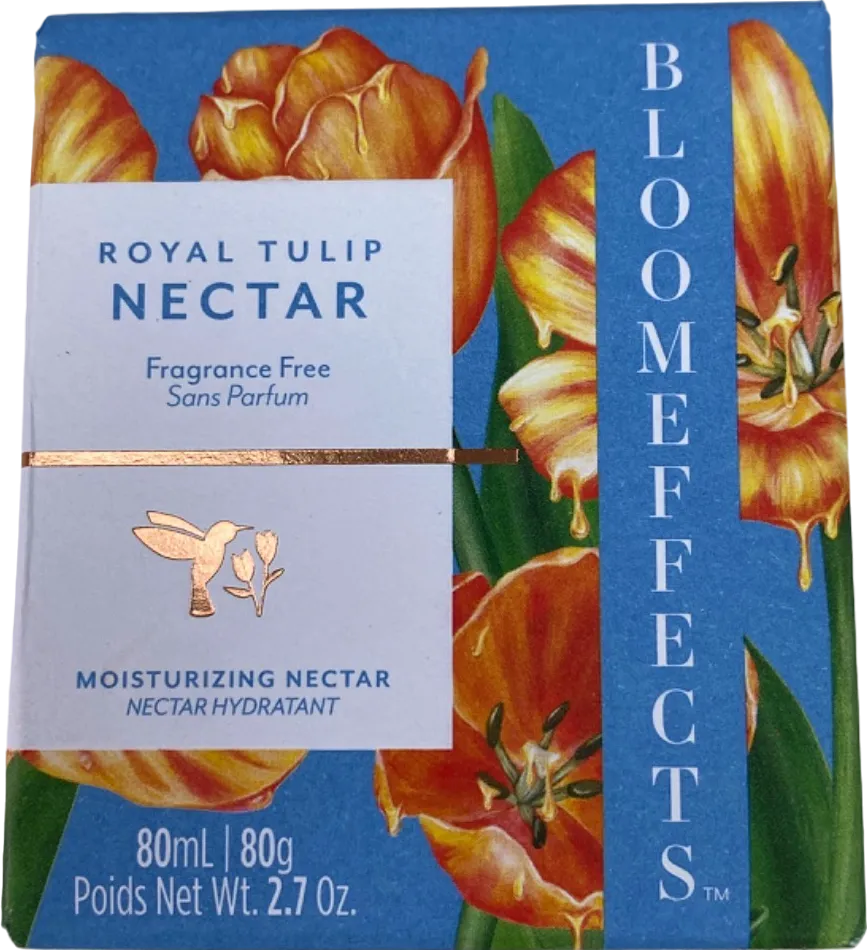 ROYAL TULIP
NECTAR
Fragrance Free
Sans Parfum
MOISTURIZING NECTAR
NECTAR HYDRATANT
80mL | 80g
Poids Net Wt. 2.7 Oz.
BLOOMEFFECTS™